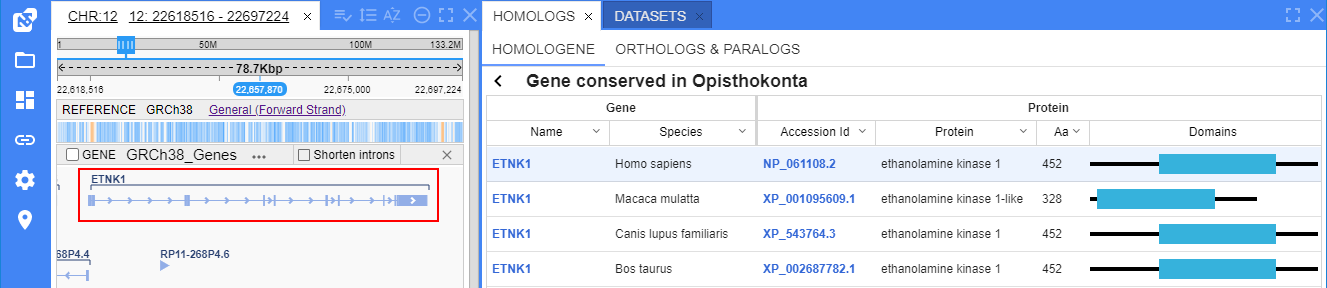 CHR:12 12: 22618516 - 22697224
1 50M 100M 133.2M
78.7Kbp
22,618,516 22,657,870 22,675,000 22,697,224
REFERENCE GRCh38 General (Forward Strand)
GENE GRCh38_Genes ... Shorten introns
ETNK1
68P4.4 RP11-268P4.6
HOMOLOGS DATASETS
HOMOLOGENE ORTHOLOGS & PARALOGS
Gene conserved in Opisthokonta
Gene Protein
Name Species Accession Id Protein Aa Domains
ETNK1 Homo sapiens NP_061108.2 ethanolamine kinase 1 452
ETNK1 Macaca mulatta XP_001095609.1 ethanolamine kinase 1-like 328
ETNK1 Canis lupus familiaris XP_543764.3 ethanolamine kinase 1 452
ETNK1 Bos taurus XP_002687782.1 ethanolamine kinase 1 452